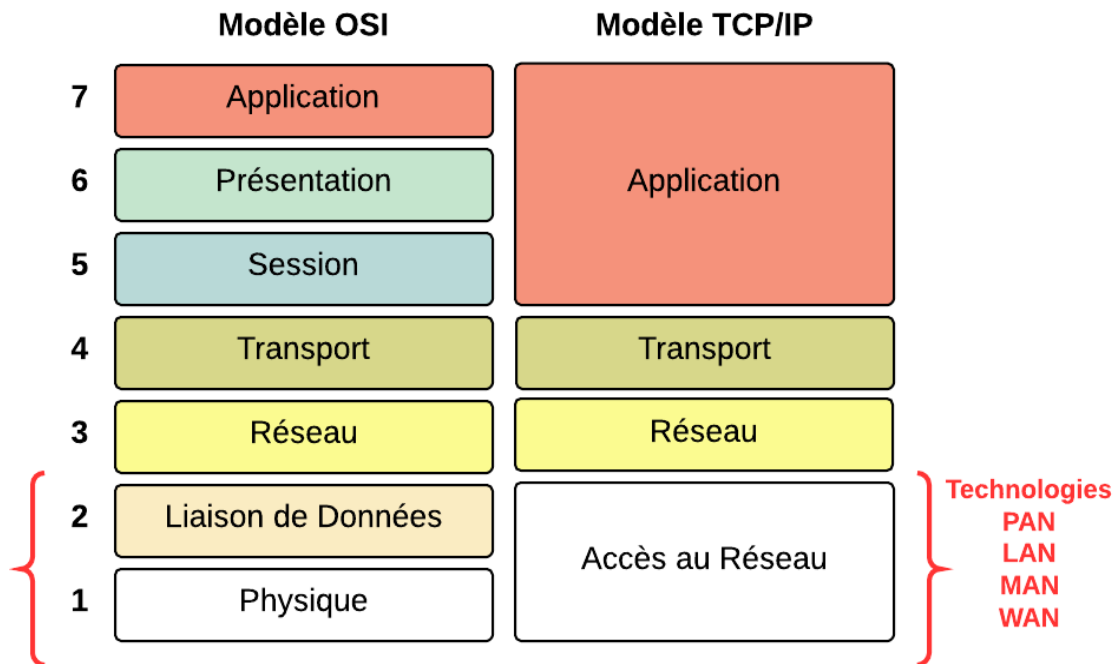 Modèle OSI Modèle TCP/IP
7 Application
6 Présentation Application
5 Session
4 Transport Transport
3 Réseau Réseau
2 Liaison de Données
Accès au Réseau
1 Physique
Technologies
PAN
LAN
MAN
WAN